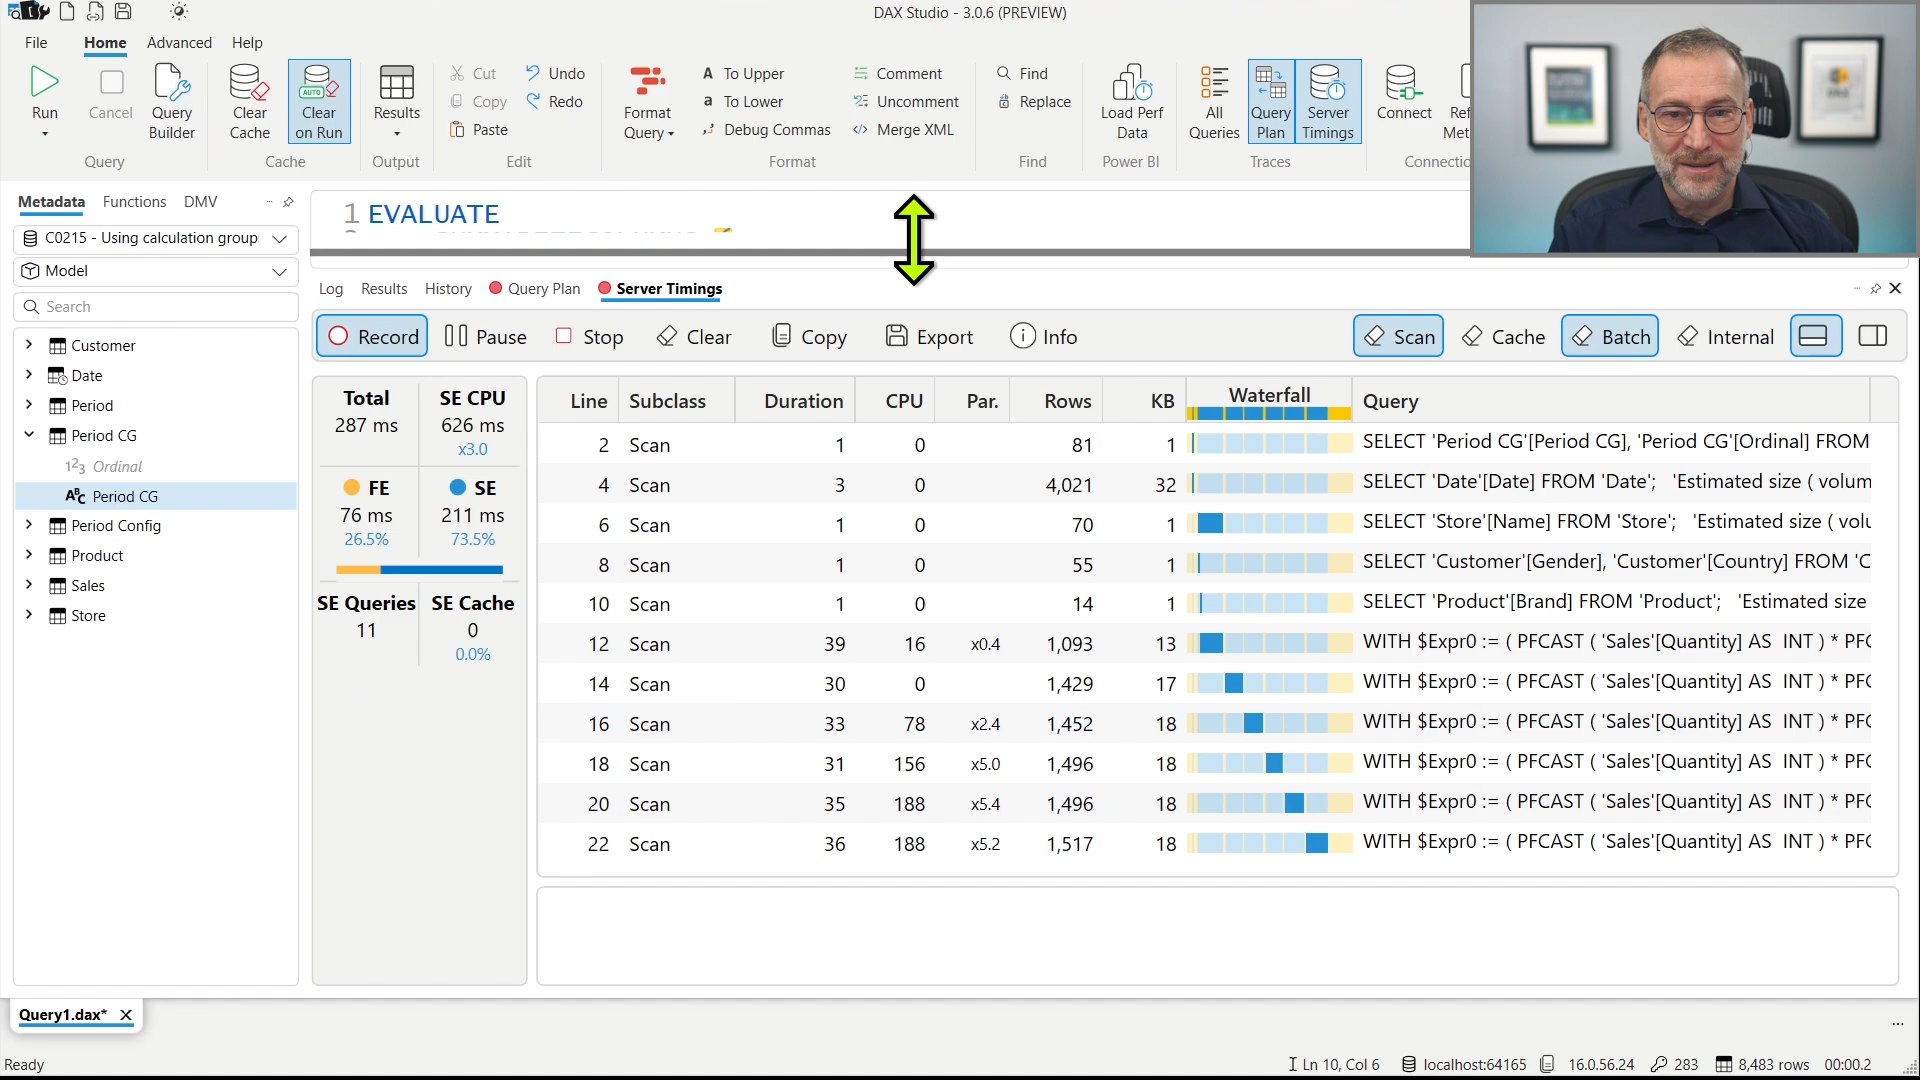 DAX Studio - 3.0.6 (PREVIEW)
File Home Advanced Help
Run
Cancel
Query Builder
Clear Cache
AUTO
Clear on Run
Results
Cut
Copy
Paste
Undo
Redo
Format Query
A To Upper
a To Lower
Debug Commas
Comment
Uncomment
Merge XML
Find
Replace
Load Perf Data
All Queries
Query Plan
Server Timings
Connect
Query Cache Output Edit Format Find Power BI Traces
Metadata Functions DMV
C0215 - Using calculation group
Model
Search
Customer
Date
Period
Period CG
Ordinal
Period CG
Period Config
Product
Sales
Store
1 EVALUATE
Log Results History Query Plan Server Timings
Record Pause Stop Clear Copy Export Info Scan Cache Batch Internal
Total SE CPU
287 ms 626 ms
x3.0
FE SE
76 ms 211 ms
26.5% 73.5%
SE Queries SE Cache
11 0
0.0%
Line Subclass Duration CPU Par. Rows KB Waterfall Query
2 Scan 1 0 81 1 SELECT 'Period CG'[Period CG], 'Period CG'[Ordinal] FROM
4 Scan 3 0 4,021 32 SELECT 'Date'[Date] FROM 'Date'; 'Estimated size ( volum
6 Scan 1 0 70 1 SELECT 'Store'[Name] FROM 'Store'; 'Estimated size ( volu
8 Scan 1 0 55 1 SELECT 'Customer'[Gender], 'Customer'[Country] FROM 'C
10 Scan 1 0 14 1 SELECT 'Product'[Brand] FROM 'Product'; 'Estimated size
12 Scan 39 16 x0.4 1,093 13 WITH $Expr0 := ( PFCAST ( 'Sales'[Quantity] AS INT ) * PFC
14 Scan 30 0 1,429 17 WITH $Expr0 := ( PFCAST ( 'Sales'[Quantity] AS INT ) * PFC
16 Scan 33 78 x2.4 1,452 18 WITH $Expr0 := ( PFCAST ( 'Sales'[Quantity] AS INT ) * PFC
18 Scan 31 156 x5.0 1,496 18 WITH $Expr0 := ( PFCAST ( 'Sales'[Quantity] AS INT ) * PFC
20 Scan 35 188 x5.4 1,496 18 WITH $Expr0 := ( PFCAST ( 'Sales'[Quantity] AS INT ) * PFC
22 Scan 36 188 x5.2 1,517 18 WITH $Expr0 := ( PFCAST ( 'Sales'[Quantity] AS INT ) * PFC
Query1.dax*
Ready Ln 10, Col 6 localhost:64165 16.0.56.24 283 8,483 rows 00:00.2